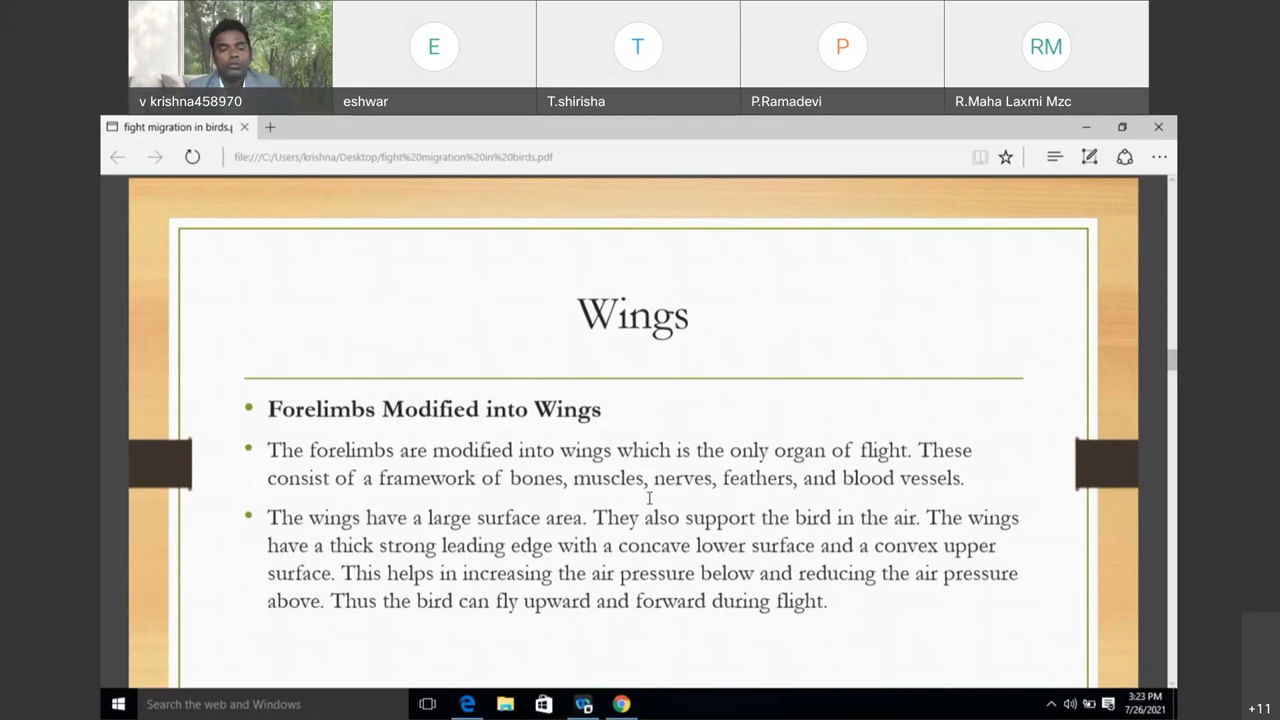 E
T
P
RM
v krishna458970
eshwar
T.shirisha
P.Ramadevi
R.Maha Laxmi Mzc
fight migration in birds.p
file:///C:/Users/krishna/Desktop/fight%20migration%20in%20birds.pdf
Wings
Forelimbs Modified into Wings
The forelimbs are modified into wings which is the only organ of flight. These
consist of a framework of bones, muscles, nerves, feathers, and blood vessels.
The wings have a large surface area. They also support the bird in the air. The wings
have a thick strong leading edge with a concave lower surface and a convex upper
surface. This helps in increasing the air pressure below and reducing the air pressure
above. Thus the bird can fly upward and forward during flight.
Search the web and Windows
3:23 PM
7/26/2021
+11